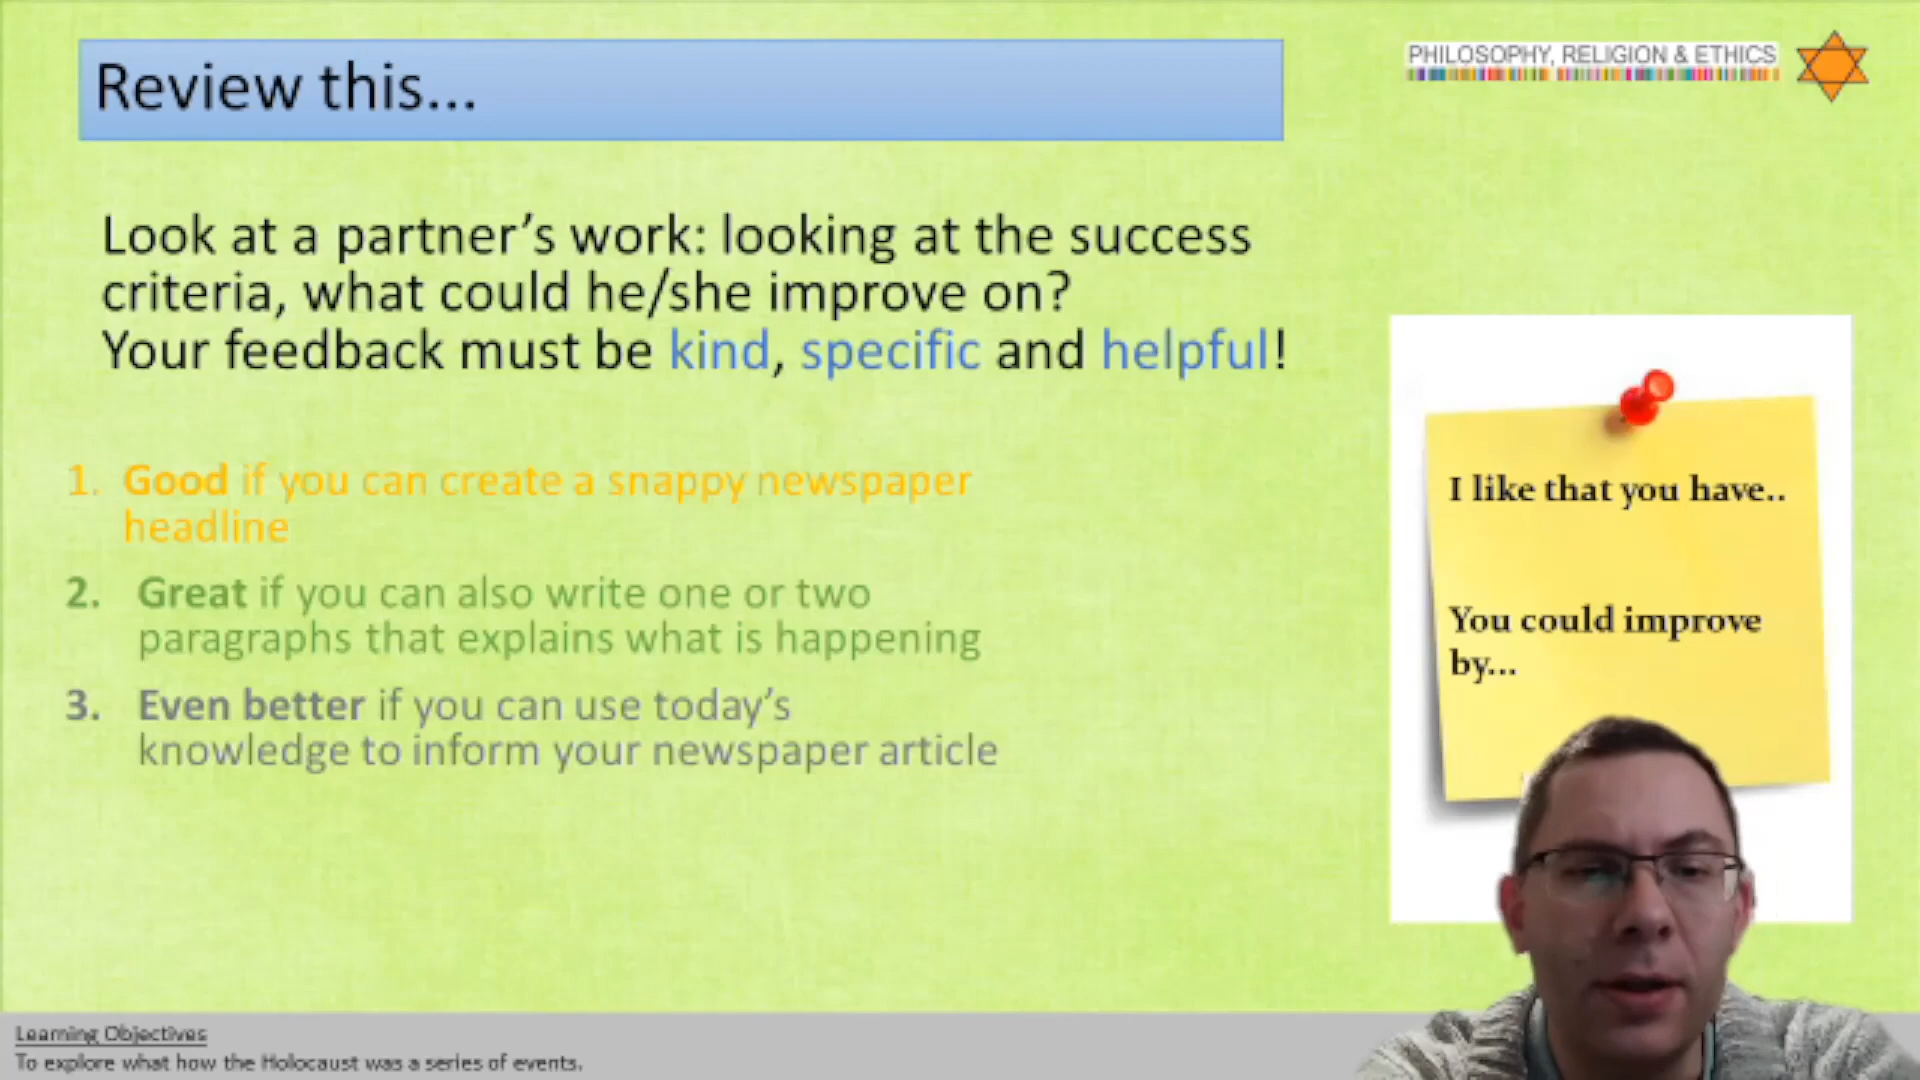 Review this...
PHILOSOPHY, RELIGION & ETHICS
Look at a partner's work: looking at the success
criteria, what could he/she improve on?
Your feedback must be kind, specific and helpful!
1. Good if you can create a snappy newspaper
headline
2. Great if you can also write one or two
paragraphs that explains what is happening
3. Even better if you can use today's
knowledge to inform your newspaper article
I like that you have..
You could improve
by...
Learning Objectives
To explore what how the Holocaust was a series of events.